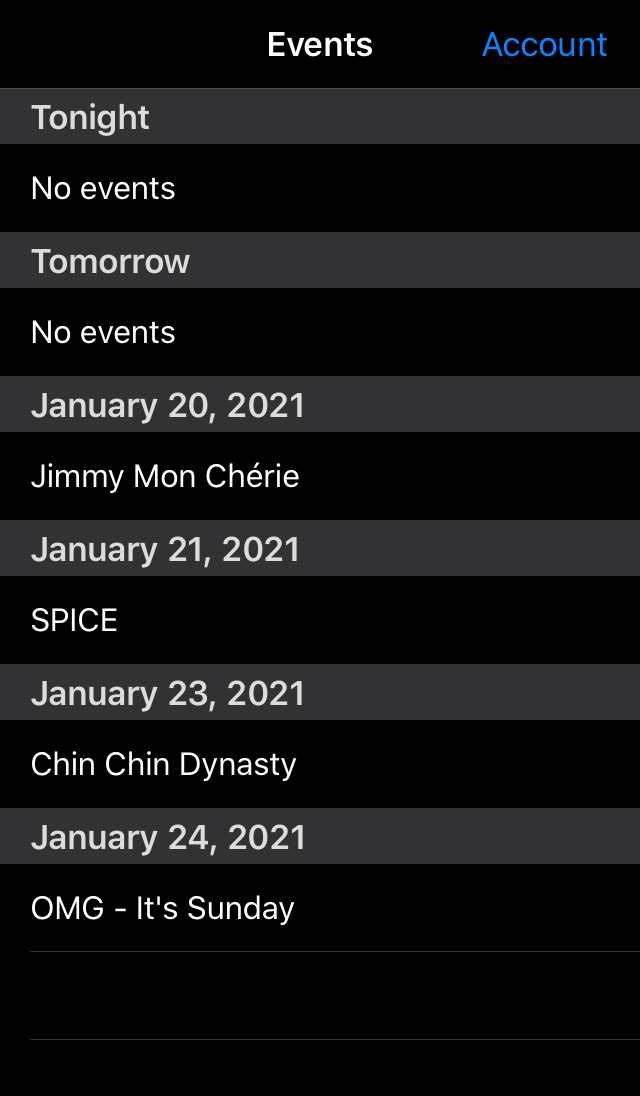 Events
Account
Tonight
No events
Tomorrow
No events
January 20, 2021
Jimmy Mon Chérie
January 21, 2021
SPICE
January 23, 2021
Chin Chin Dynasty
January 24, 2021
OMG - It's Sunday